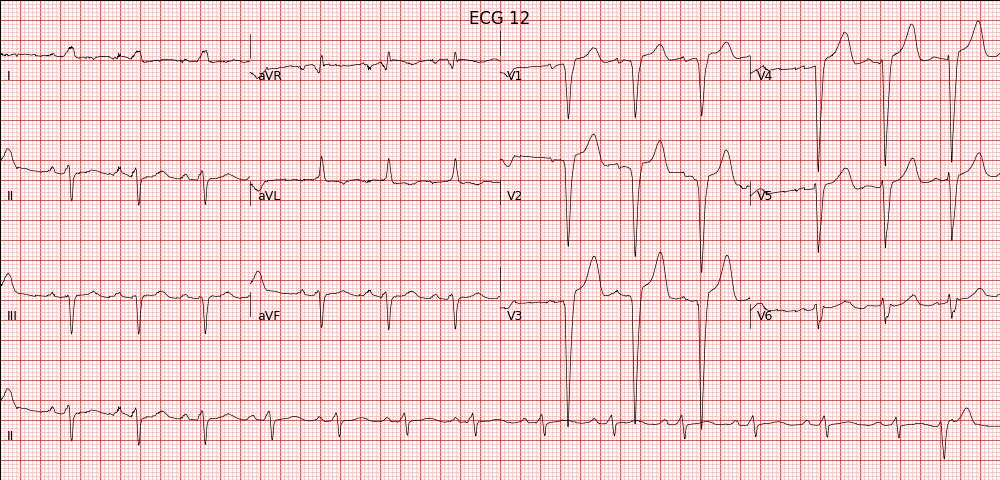 ECG 12
I aVR V1 V4
II aVL V2 V5
III aVF V3 V6
II